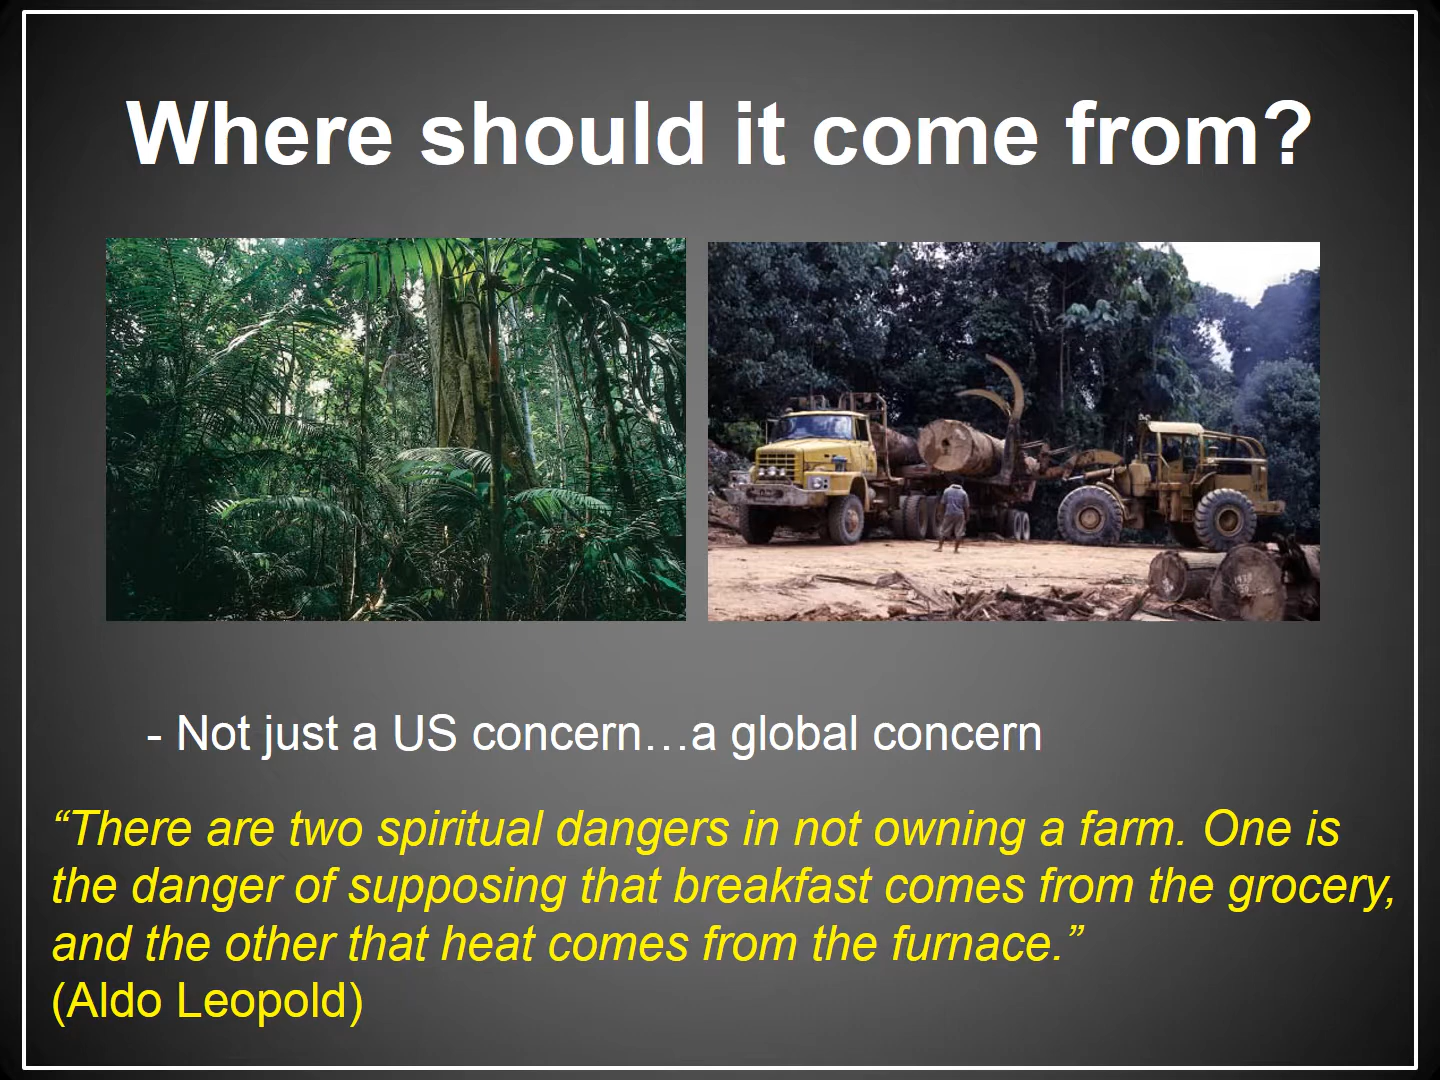 Where should it come from?
- Not just a US concern…a global concern
“There are two spiritual dangers in not owning a farm. One is
the danger of supposing that breakfast comes from the grocery,
and the other that heat comes from the furnace.”
(Aldo Leopold)